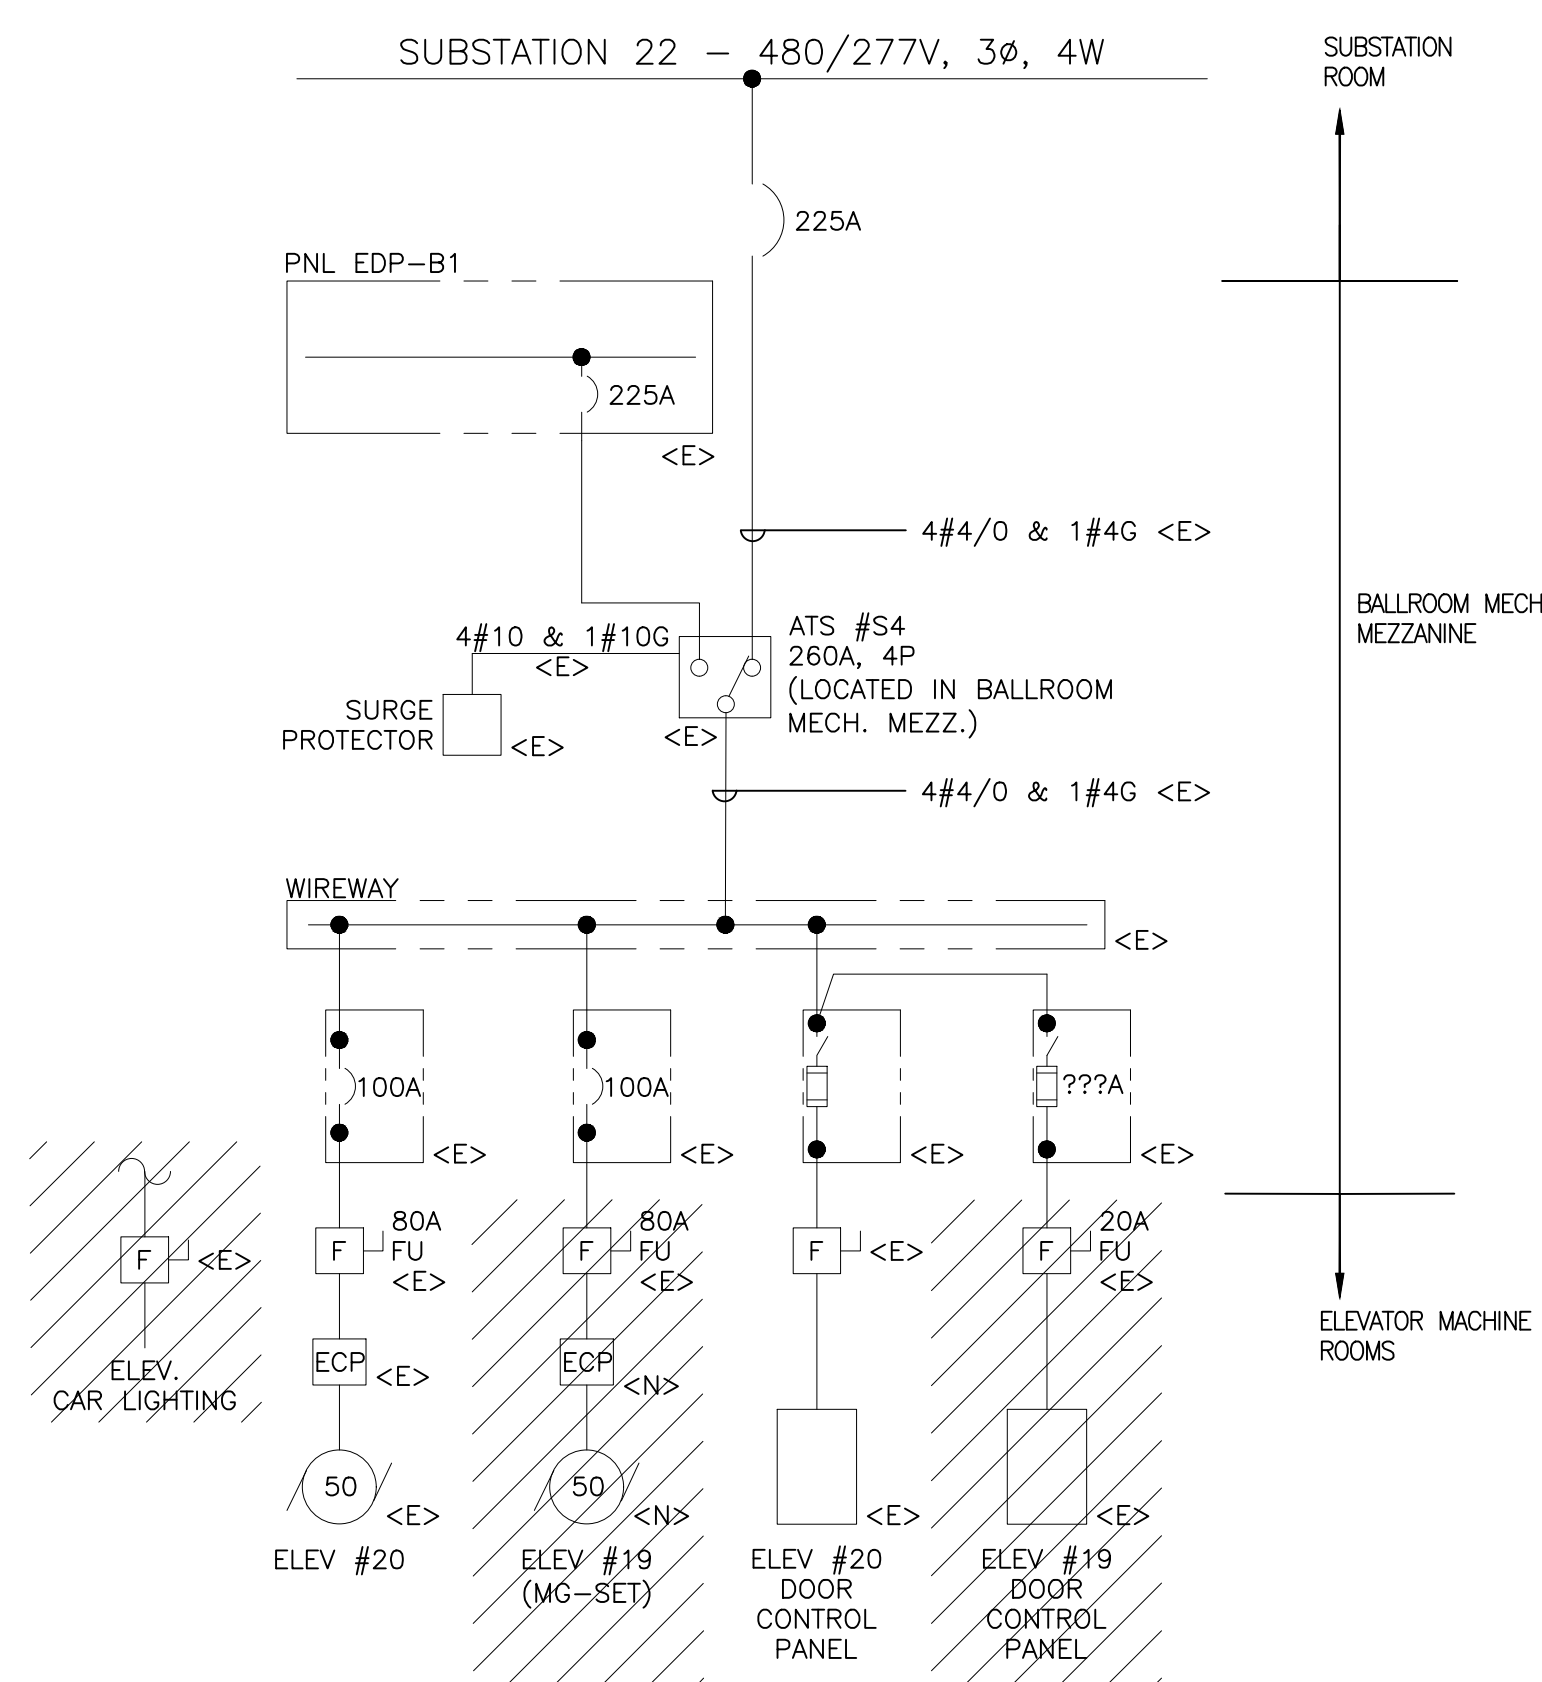 SUBSTATION 22 - 480/277V, 3ø, 4W
SUBSTATION
ROOM
225A
PNL EDP-B1
225A
<E>
4#4/0 & 1#4G <E>
BALLROOM MECH
MEZZANINE
4#10 & 1#10G
<E>
ATS #S4
260A, 4P
(LOCATED IN BALLROOM
MECH. MEZZ.)
<E>
SURGE
PROTECTOR
<E>
4#4/0 & 1#4G <E>
WIREWAY
<E>
100A
<E>
100A
<E>
<E>
???A
<E>
F
<E>
ELEV.
CAR LIGHTING
F
80A
FU
<E>
ECP
<E>
50
<E>
ELEV #20
F
80A
FU
<E>
ECP
<N>
50
<N>
ELEV #19
(MG-SET)
F
<E>
<E>
ELEV #20
DOOR
CONTROL
PANEL
F
20A
FU
<E>
<E>
ELEV #19
DOOR
CONTROL
PANEL
ELEVATOR MACHINE
ROOMS